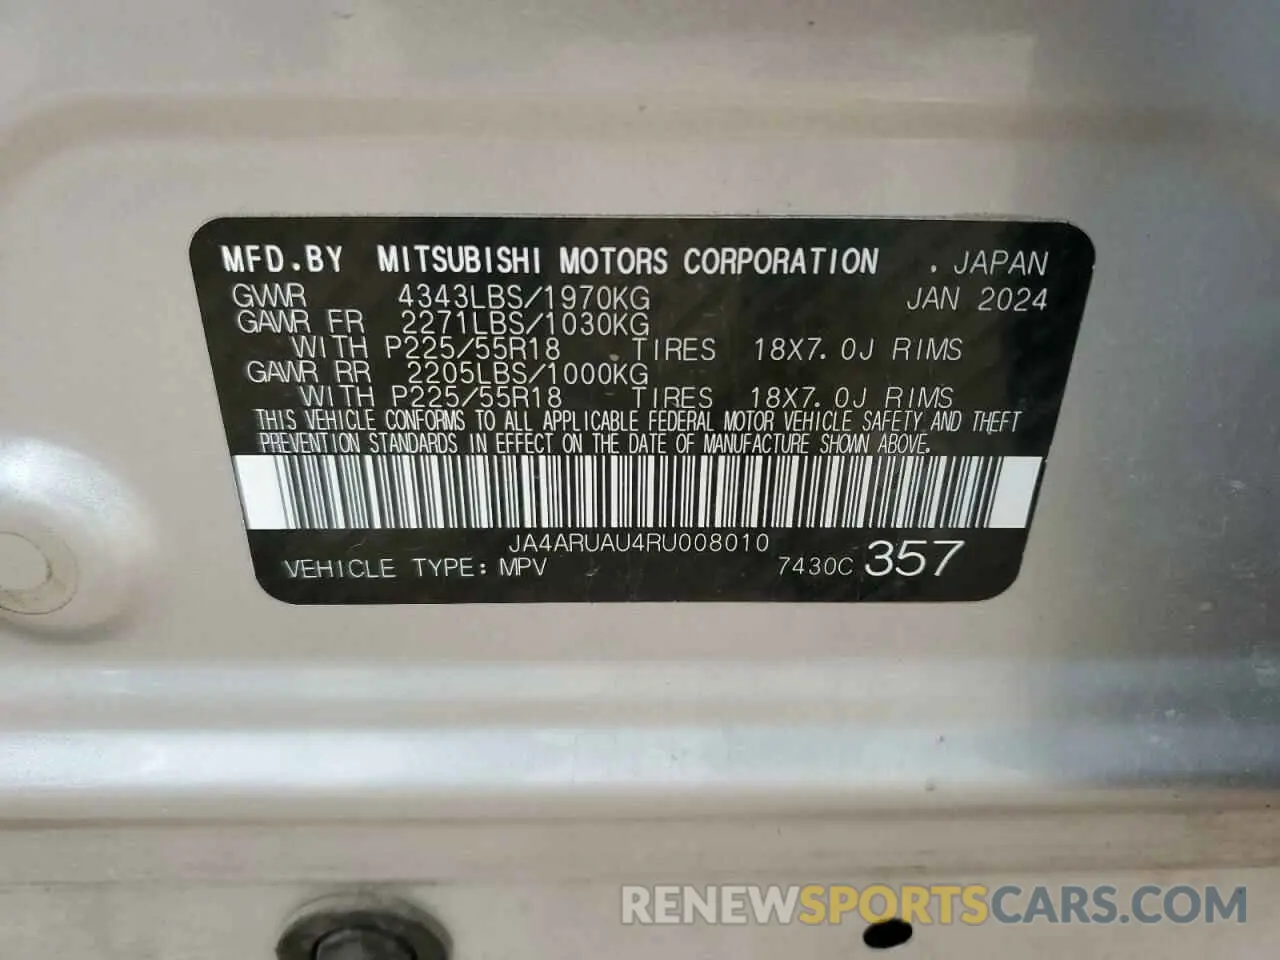 MFD.BY MITSUBISHI MOTORS CORPORATION . JAPAN
GVWR 4343LBS/1970KG JAN 2024
GAWR FR 2271LBS/1030KG
WITH P225/55R18 . TIRES 18X7.0J RIMS
GAWR RR 2205LBS/1000KG
WITH P225/55R18 TIRES 18X7.0J RIMS
THIS VEHICLE CONFORMS TO ALL APPLICABLE FEDERAL MOTOR VEHICLE SAFETY AND THEFT
PREVENTION STANDARDS IN EFFECT ON THE DATE OF MANUFACTURE SHOWN ABOVE.
JA4ARUAU4RU008010
VEHICLE TYPE: MPV 7430C 357
RENEWSPORTSCARS.COM